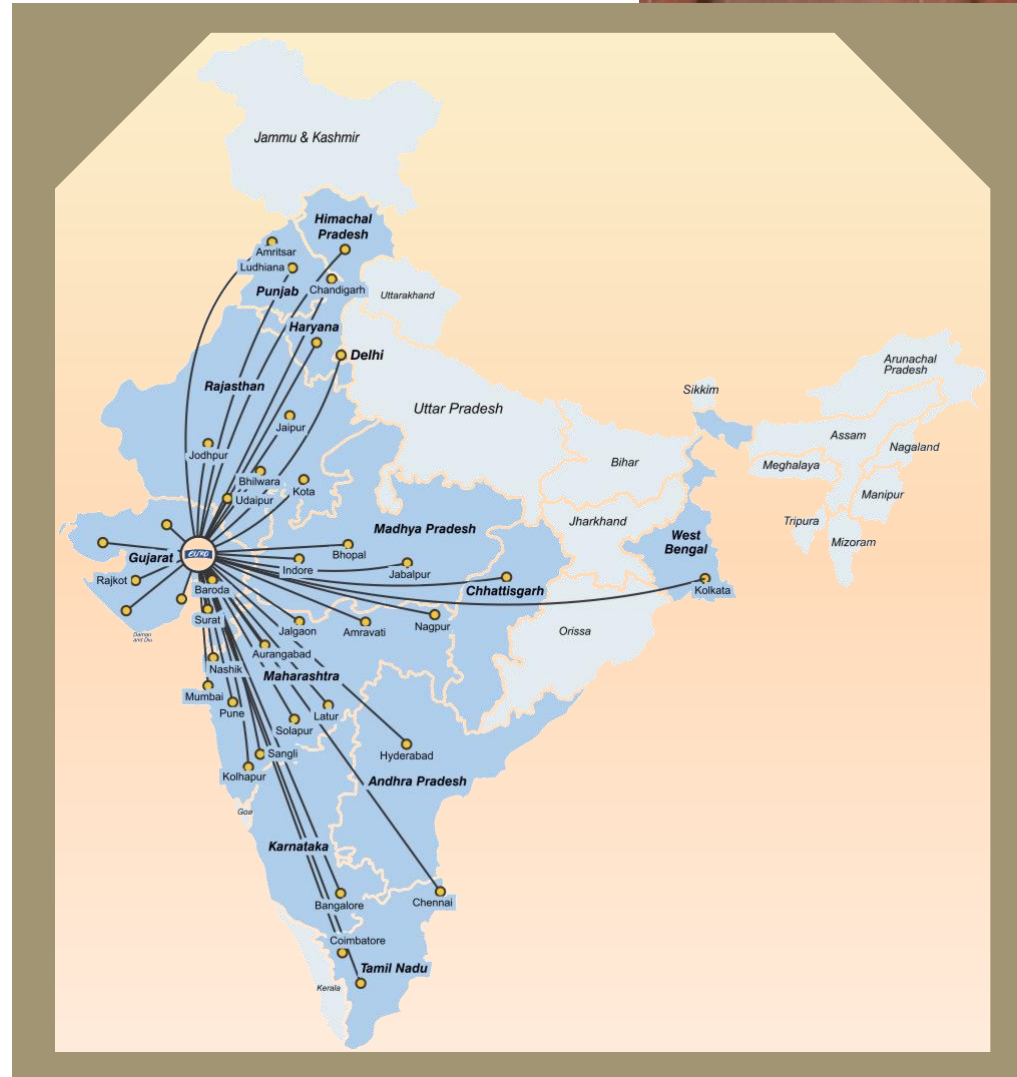 Jammu & Kashmir
Himachal
Pradesh
Amritsar
Ludhiana
Chandigarh
Punjab
Uttarakhand
Haryana
Delhi
Rajasthan
Arunachal
Pradesh
Sikkim
Uttar Pradesh
Jaipur
Assam
Nagaland
Jodhpur
Bihar
Meghalaya
Bhilwara
Kota
Udaipur
Manipur
Jharkhand
Tripura
Madhya Pradesh
West
Bengal
Mizoram
Bhopal
Gujarat
EURO
Indore
Jabalpur
Rajkot
Baroda
Chhattisgarh
Kolkata
Surat
Jalgaon
Amravati
Nagpur
Orissa
Daman
and Diu
Aurangabad
Nashik
Maharashtra
Mumbai
Pune
Latur
Solapur
Sangli
Hyderabad
Kolhapur
Andhra Pradesh
Goa
Karnataka
Bangalore
Chennai
Coimbatore
Tamil Nadu
Kerala